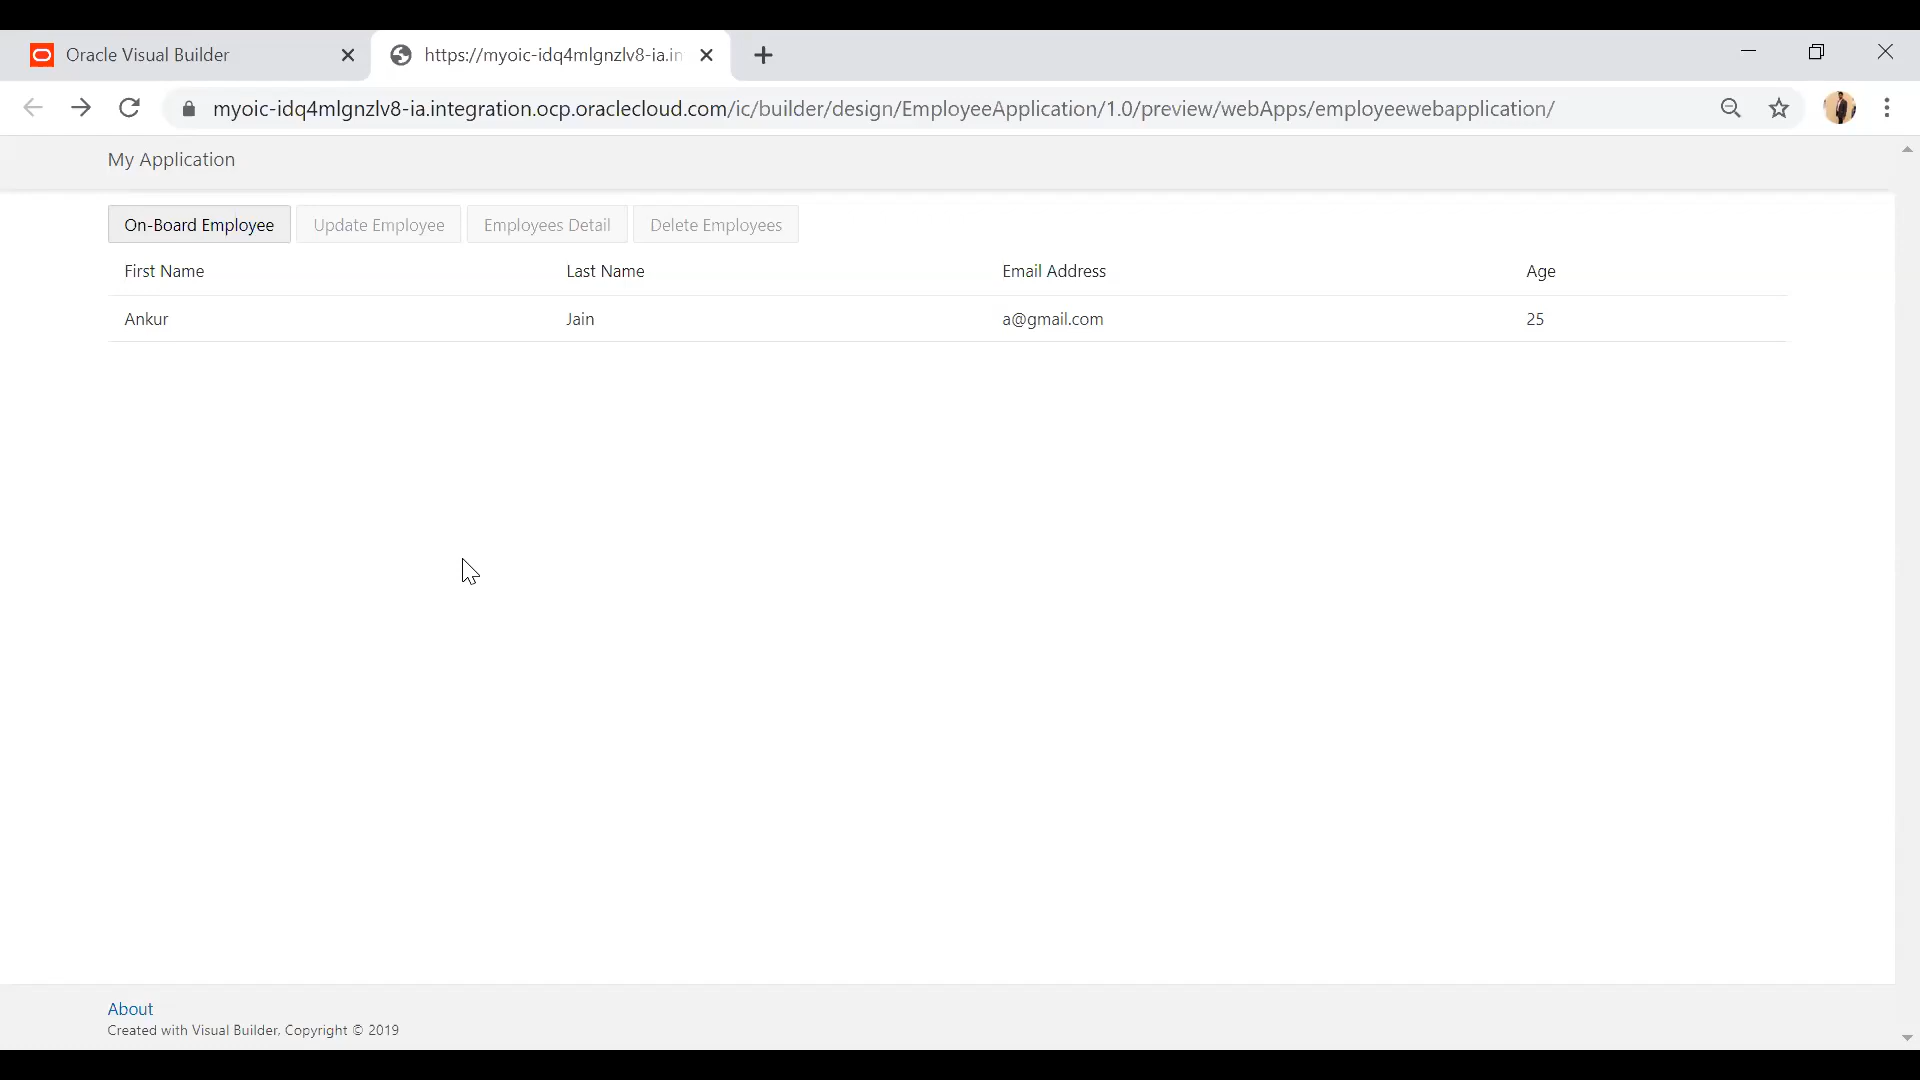 Oracle Visual Builder
https://myoic-idq4mlgnzlv8-ia.in
myoic-idq4mlgnzlv8-ia.integration.ocp.oraclecloud.com/ic/builder/design/EmployeeApplication/1.0/preview/webApps/employeewebapplication/
My Application
On-Board Employee Update Employee Employees Detail Delete Employees
First Name Last Name Email Address Age
Ankur Jain a@gmail.com 25
About
Created with Visual Builder, Copyright © 2019